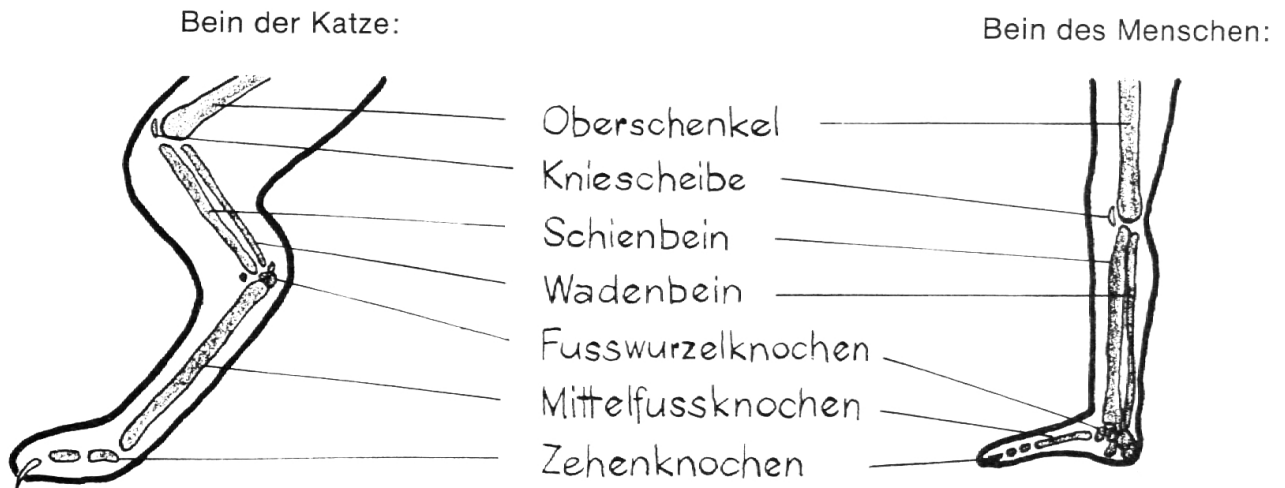 Bein der Katze:
Bein des Menschen:
Oberschenkel
Kniescheibe
Schienbein
Wadenbein
Fusswurzelknochen
Mittelfussknochen
Zehenknochen